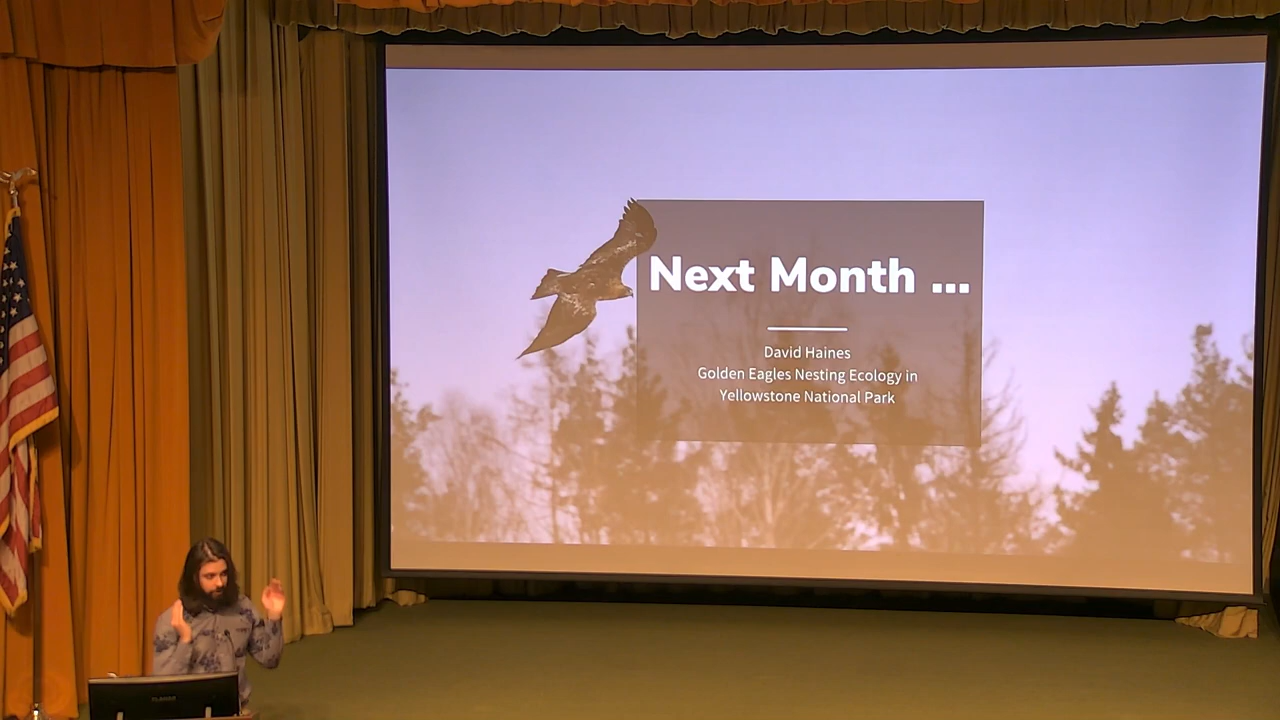 Next Month ...
David Haines
Golden Eagles Nesting Ecology in
Yellowstone National Park